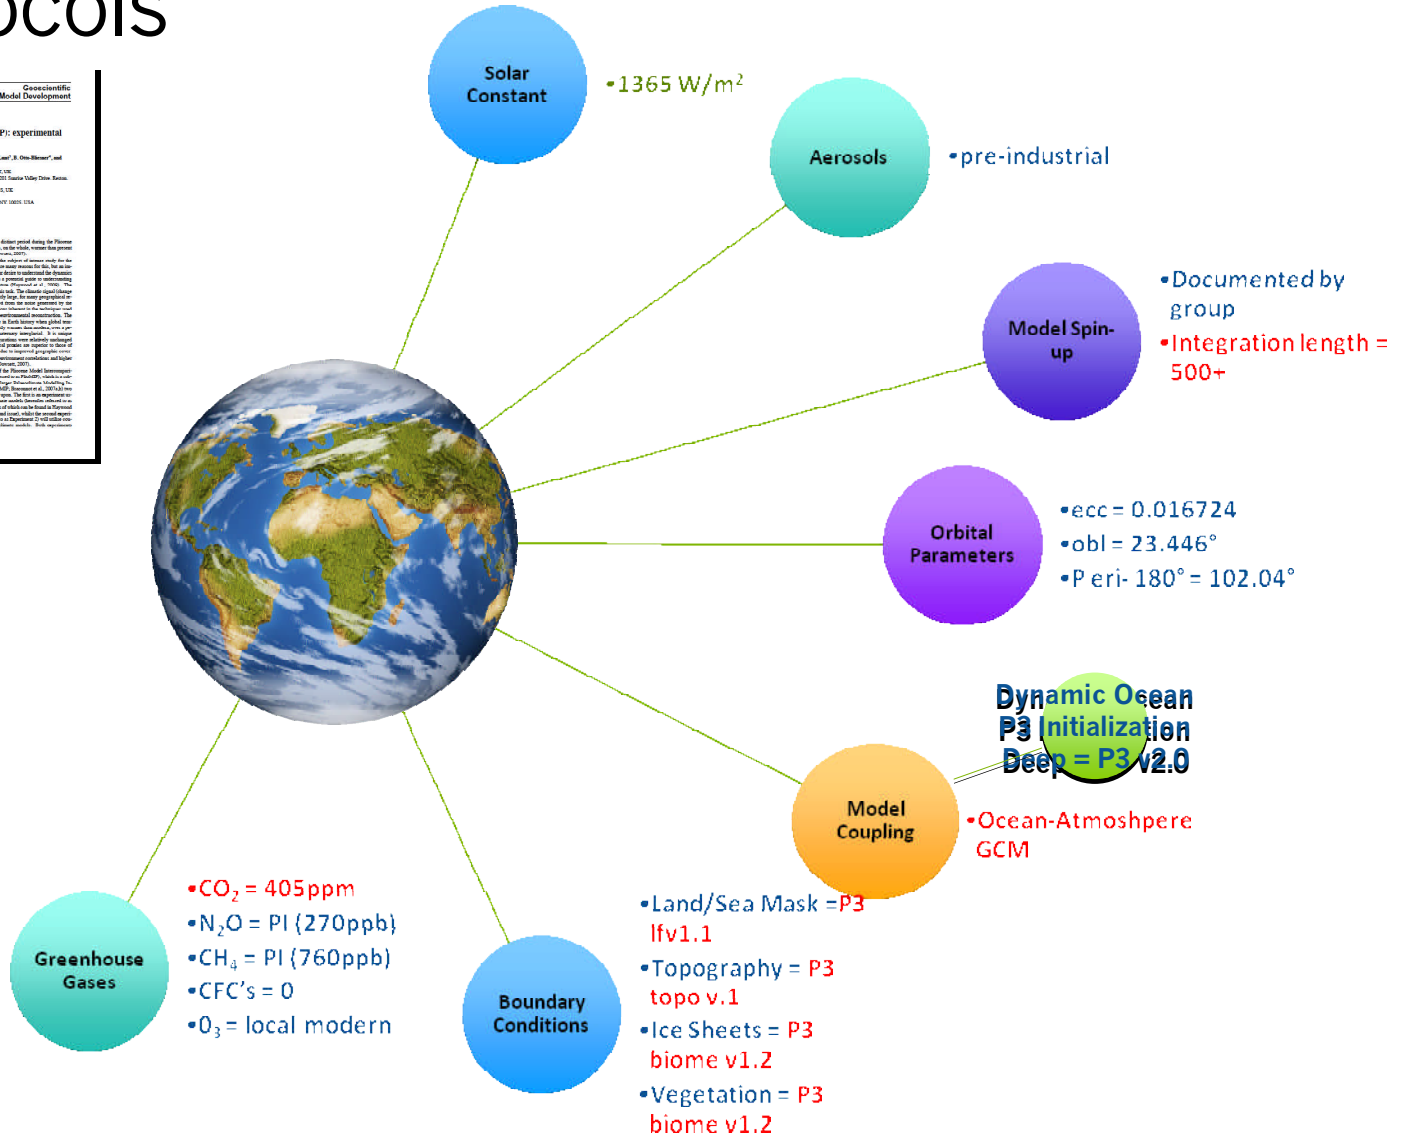 Geoscientific
Model Development
P): experimental
Solar
Constant
•1365 W/m²
Aerosols
•pre-industrial
Model Spin-
up
•Documented by
group
•Integration length =
500+
Orbital
Parameters
•ecc = 0.016724
•obl = 23.446°
•P eri- 180° = 102.04°
Dynamic Ocean
P3 Initialization
Deep = P3 v2.0
Model
Coupling
•Ocean-Atmoshpere
GCM
Greenhouse
Gases
•CO₂ = 405ppm
•N₂O = PI (270ppb)
•CH₄ = PI (760ppb)
•CFC's = 0
•0₃ = local modern
Boundary
Conditions
•Land/Sea Mask =P3
lfv1.1
•Topography = P3
topo v.1
•Ice Sheets = P3
biome v1.2
•Vegetation = P3
biome v1.2